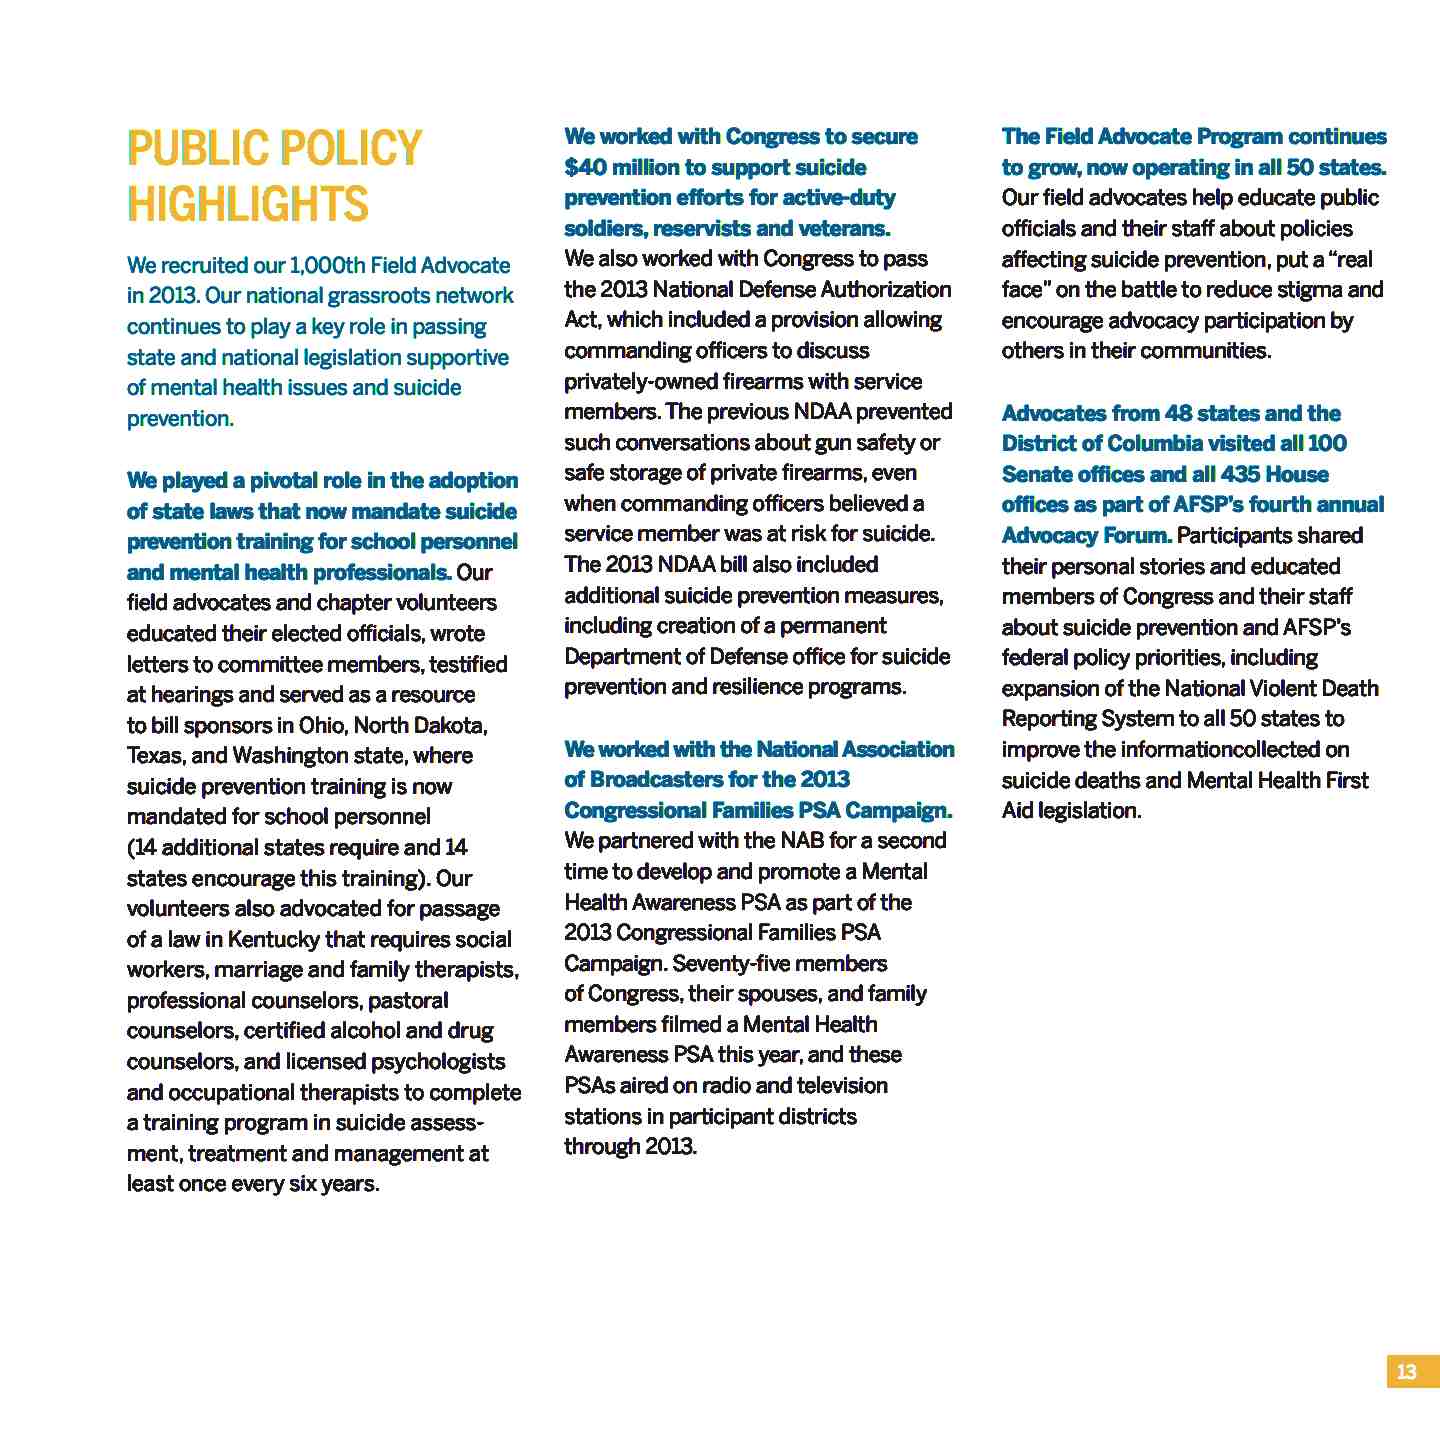 PUBLIC POLICY
HIGHLIGHTS
We recruited our 1,000th Field Advocate
in 2013. Our national grassroots network
continues to play a key role in passing
state and national legislation supportive
of mental health issues and suicide
prevention.
We played a pivotal role in the adoption
of state laws that now mandate suicide
prevention training for school personnel
and mental health professionals. Our
field advocates and chapter volunteers
educated their elected officials, wrote
letters to committee members, testified
at hearings and served as a resource
to bill sponsors in Ohio, North Dakota,
Texas, and Washington state, where
suicide prevention training is now
mandated for school personnel
(14 additional states require and 14
states encourage this training). Our
volunteers also advocated for passage
of a law in Kentucky that requires social
workers, marriage and family therapists,
professional counselors, pastoral
counselors, certified alcohol and drug
counselors, and licensed psychologists
and occupational therapists to complete
a training program in suicide assess-
ment, treatment and management at
least once every six years.
We worked with Congress to secure
$40 million to support suicide
prevention efforts for active-duty
soldiers, reservists and veterans.
We also worked with Congress to pass
the 2013 National Defense Authorization
Act, which included a provision allowing
commanding officers to discuss
privately-owned firearms with service
members. The previous NDAA prevented
such conversations about gun safety or
safe storage of private firearms, even
when commanding officers believed a
service member was at risk for suicide.
The 2013 NDAA bill also included
additional suicide prevention measures,
including creation of a permanent
Department of Defense office for suicide
prevention and resilience programs.
We worked with the National Association
of Broadcasters for the 2013
Congressional Families PSA Campaign.
We partnered with the NAB for a second
time to develop and promote a Mental
Health Awareness PSA as part of the
2013 Congressional Families PSA
Campaign. Seventy-five members
of Congress, their spouses, and family
members filmed a Mental Health
Awareness PSA this year, and these
PSAs aired on radio and television
stations in participant districts
through 2013.
The Field Advocate Program continues
to grow, now operating in all 50 states.
Our field advocates help educate public
officials and their staff about policies
affecting suicide prevention, put a “real
face” on the battle to reduce stigma and
encourage advocacy participation by
others in their communities.
Advocates from 48 states and the
District of Columbia visited all 100
Senate offices and all 435 House
offices as part of AFSP's fourth annual
Advocacy Forum. Participants shared
their personal stories and educated
members of Congress and their staff
about suicide prevention and AFSP's
federal policy priorities, including
expansion of the National Violent Death
Reporting System to all 50 states to
improve the informationcollected on
suicide deaths and Mental Health First
Aid legislation.
13